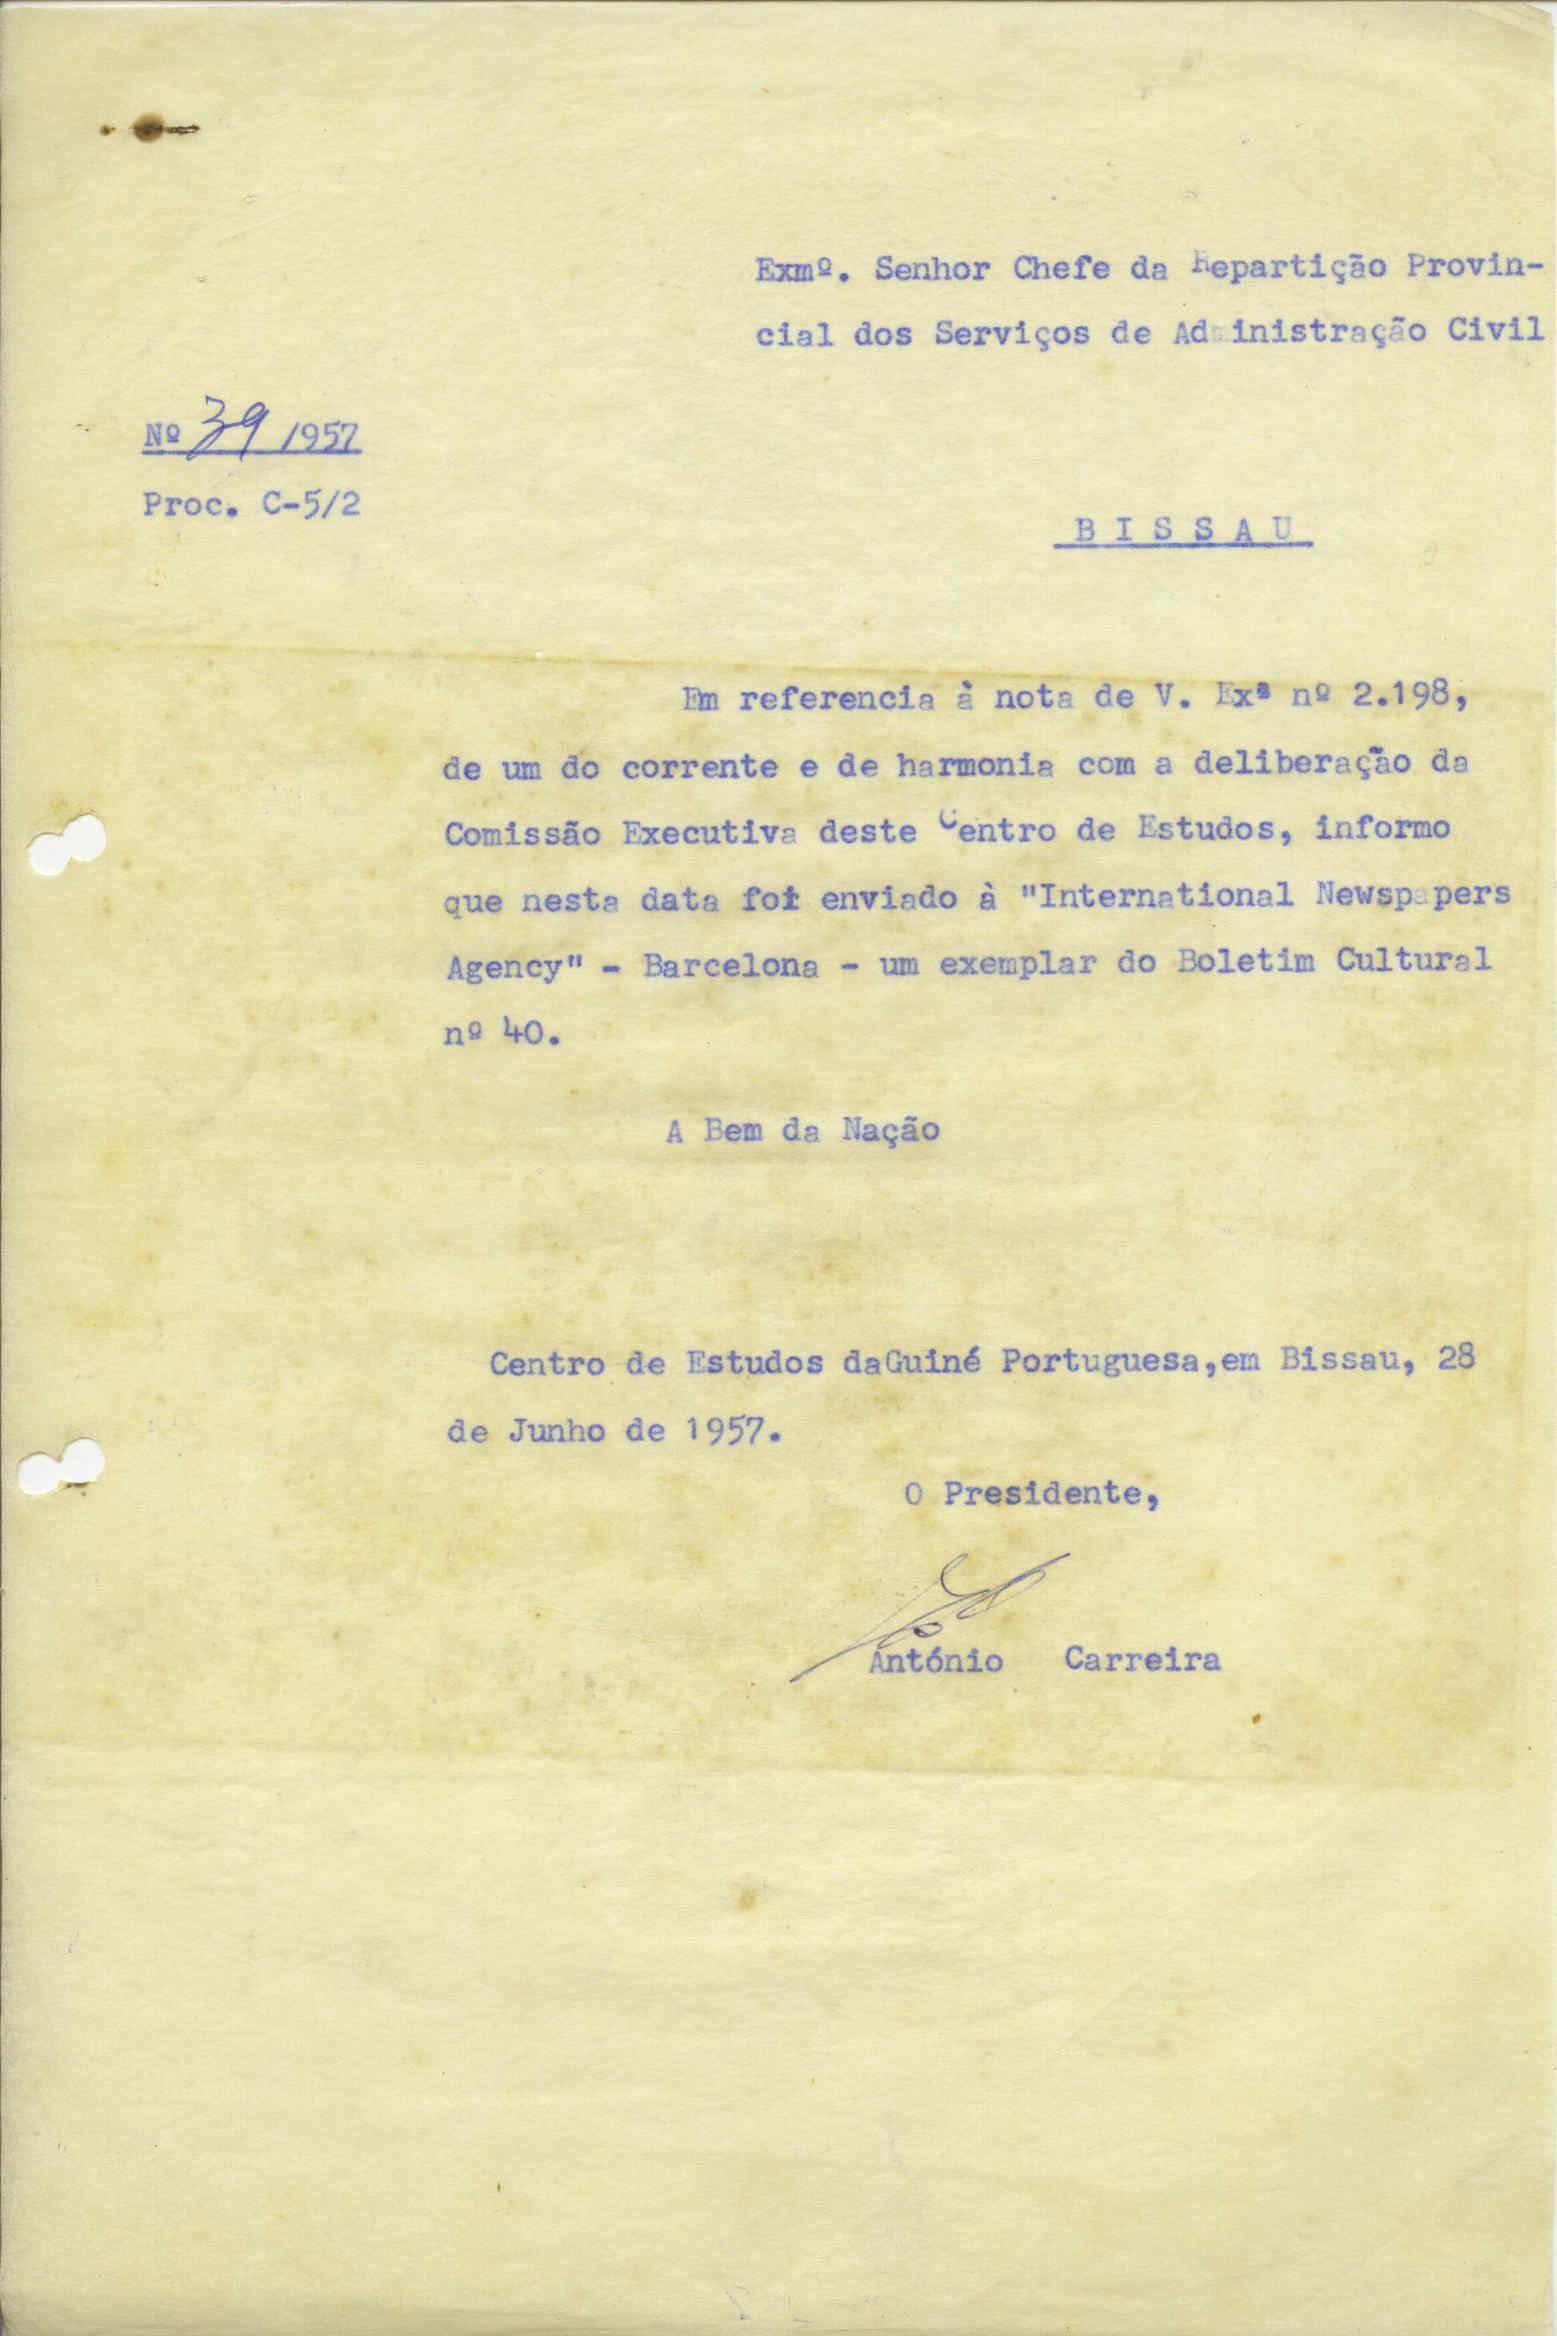 Exmº. Senhor Chefe da Repartição Provin-
cial dos Serviços de Administração Civil
Nº 39 /1957
Proc. C-5/2
B I S S A U
Em referencia à nota de V. Exª nº 2.198,
de um do corrente e de harmonia com a deliberação da
Comissão Executiva deste Centro de Estudos, informo
que nesta data foi enviado à "International Newspapers
Agency" - Barcelona - um exemplar do Boletim Cultural
nº 40.
A Bem da Nação
Centro de Estudos daGuiné Portuguesa,em Bissau, 28
de Junho de 1957.
O Presidente,
António Carreira